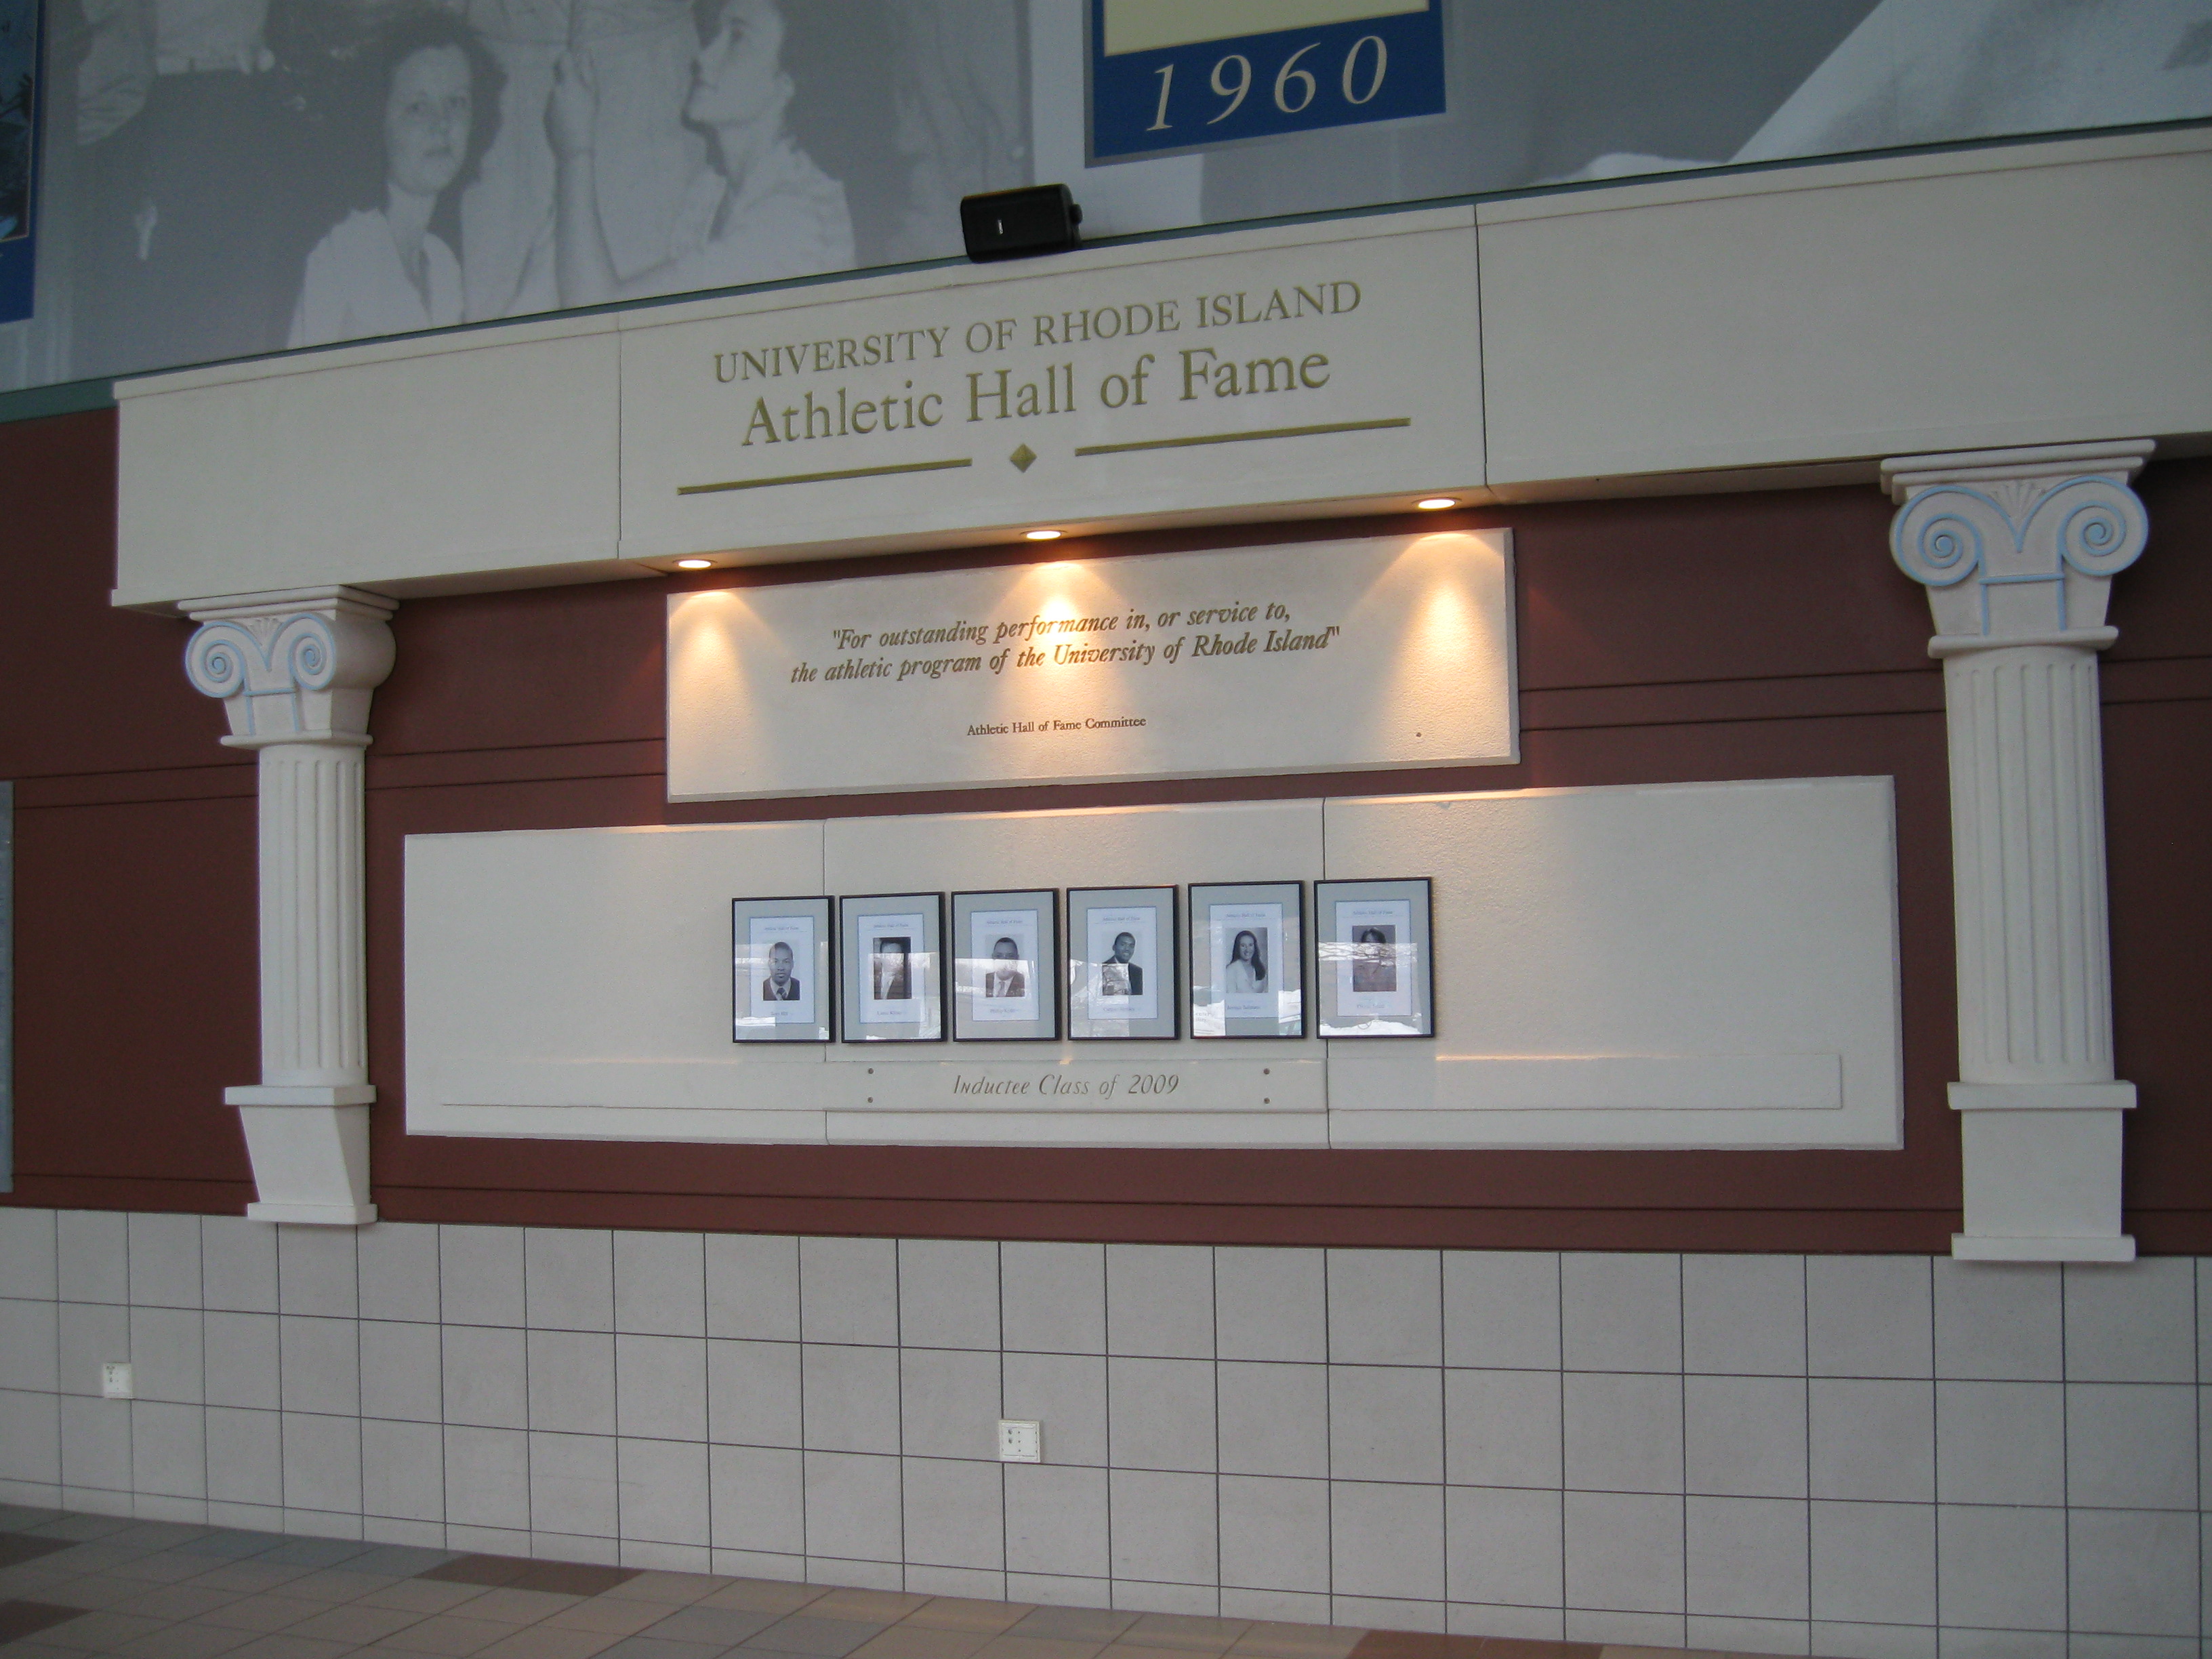 1960
UNIVERSITY OF RHODE ISLAND
Athletic Hall of Fame
"For outstanding performance in, or service to,
the athletic program of the University of Rhode Island"
Athletic Hall of Fame Committee
Inductee Class of 2009